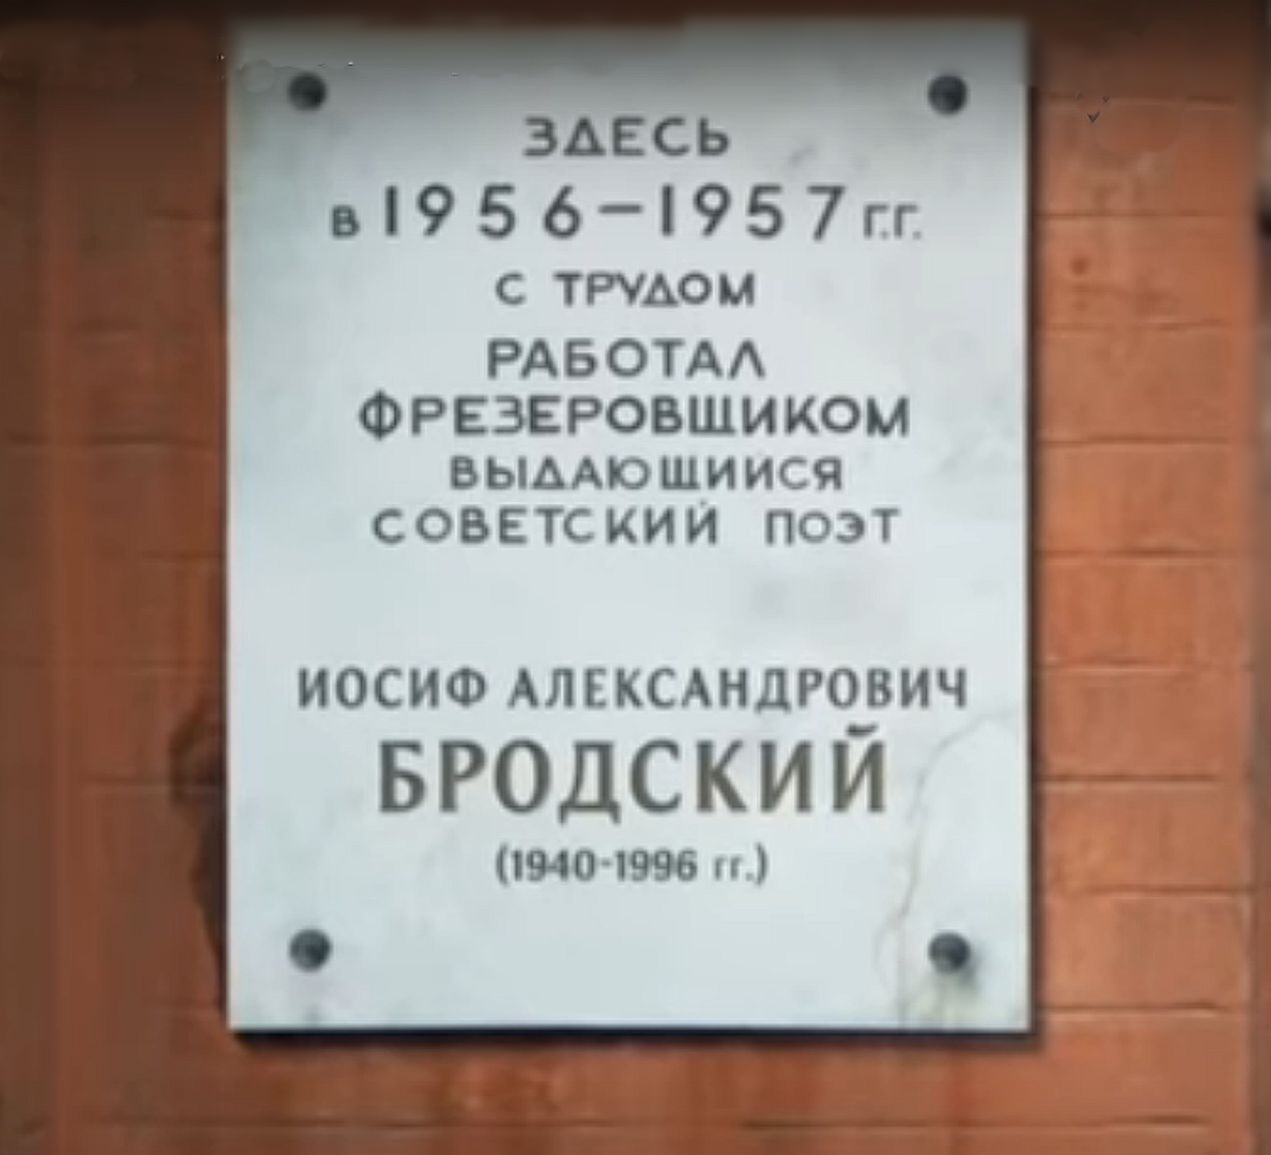 ЗДЕСЬ
в 1956-1957 г.г.
С ТРУДОМ
РАБОТАЛ
ФРЕЗЕРОВЩИКОМ
ВЫДАЮЩИЙСЯ
СОВЕТСКИЙ ПОЭТ
ИОСИФ АЛЕКСАНДРОВИЧ
БРОДСКИЙ
(1940-1996 гг.)